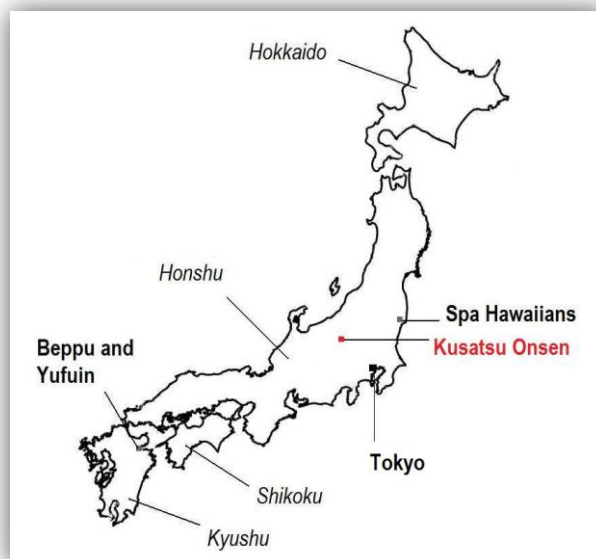 Hokkaido
Honshu
Spa Hawaiians
Kusatsu Onsen
Beppu and
Yufuin
Tokyo
Shikoku
Kyushu